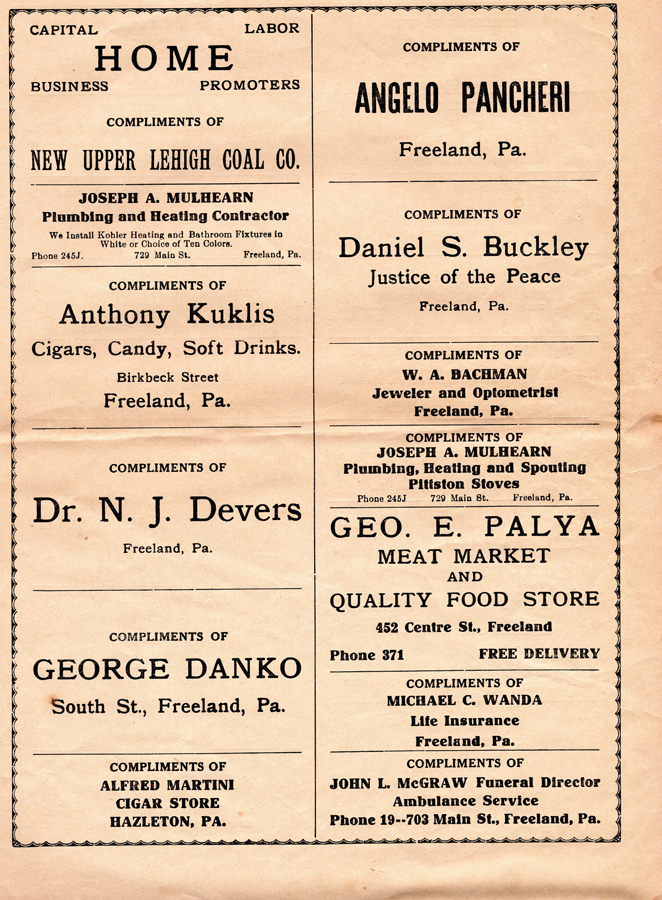 CAPITAL LABOR
HOME
BUSINESS PROMOTERS
COMPLIMENTS OF
NEW UPPER LEHIGH COAL CO.
JOSEPH A. MULHEARN
Plumbing and Heating Contractor
We Install Kohler Heating and Bathroom Fixtures in
White or Choice of Ten Colors.
Phone 245J. 729 Main St. Freeland, Pa.
COMPLIMENTS OF
Anthony Kuklis
Cigars, Candy, Soft Drinks.
Birkbeck Street
Freeland, Pa.
COMPLIMENTS OF
Dr. N. J. Devers
Freeland, Pa.
COMPLIMENTS OF
GEORGE DANKO
South St., Freeland, Pa.
COMPLIMENTS OF
ALFRED MARTINI
CIGAR STORE
HAZLETON, PA.
COMPLIMENTS OF
ANGELO PANCHERI
Freeland, Pa.
COMPLIMENTS OF
Daniel S. Buckley
Justice of the Peace
Freeland, Pa.
COMPLIMENTS OF
W. A. BACHMAN
Jeweler and Optometrist
Freeland, Pa.
COMPLIMENTS OF
JOSEPH A. MULHEARN
Plumbing, Heating and Spouting
Pittston Stoves
Phone 245J 729 Main St. Freeland, Pa.
GEO. E. PALYA
MEAT MARKET
AND
QUALITY FOOD STORE
452 Centre St., Freeland
Phone 371 FREE DELIVERY
COMPLIMENTS OF
MICHAEL C. WANDA
Life Insurance
Freeland, Pa.
COMPLIMENTS OF
JOHN L. McGRAW Funeral Director
Ambulance Service
Phone 19--703 Main St., Freeland, Pa.